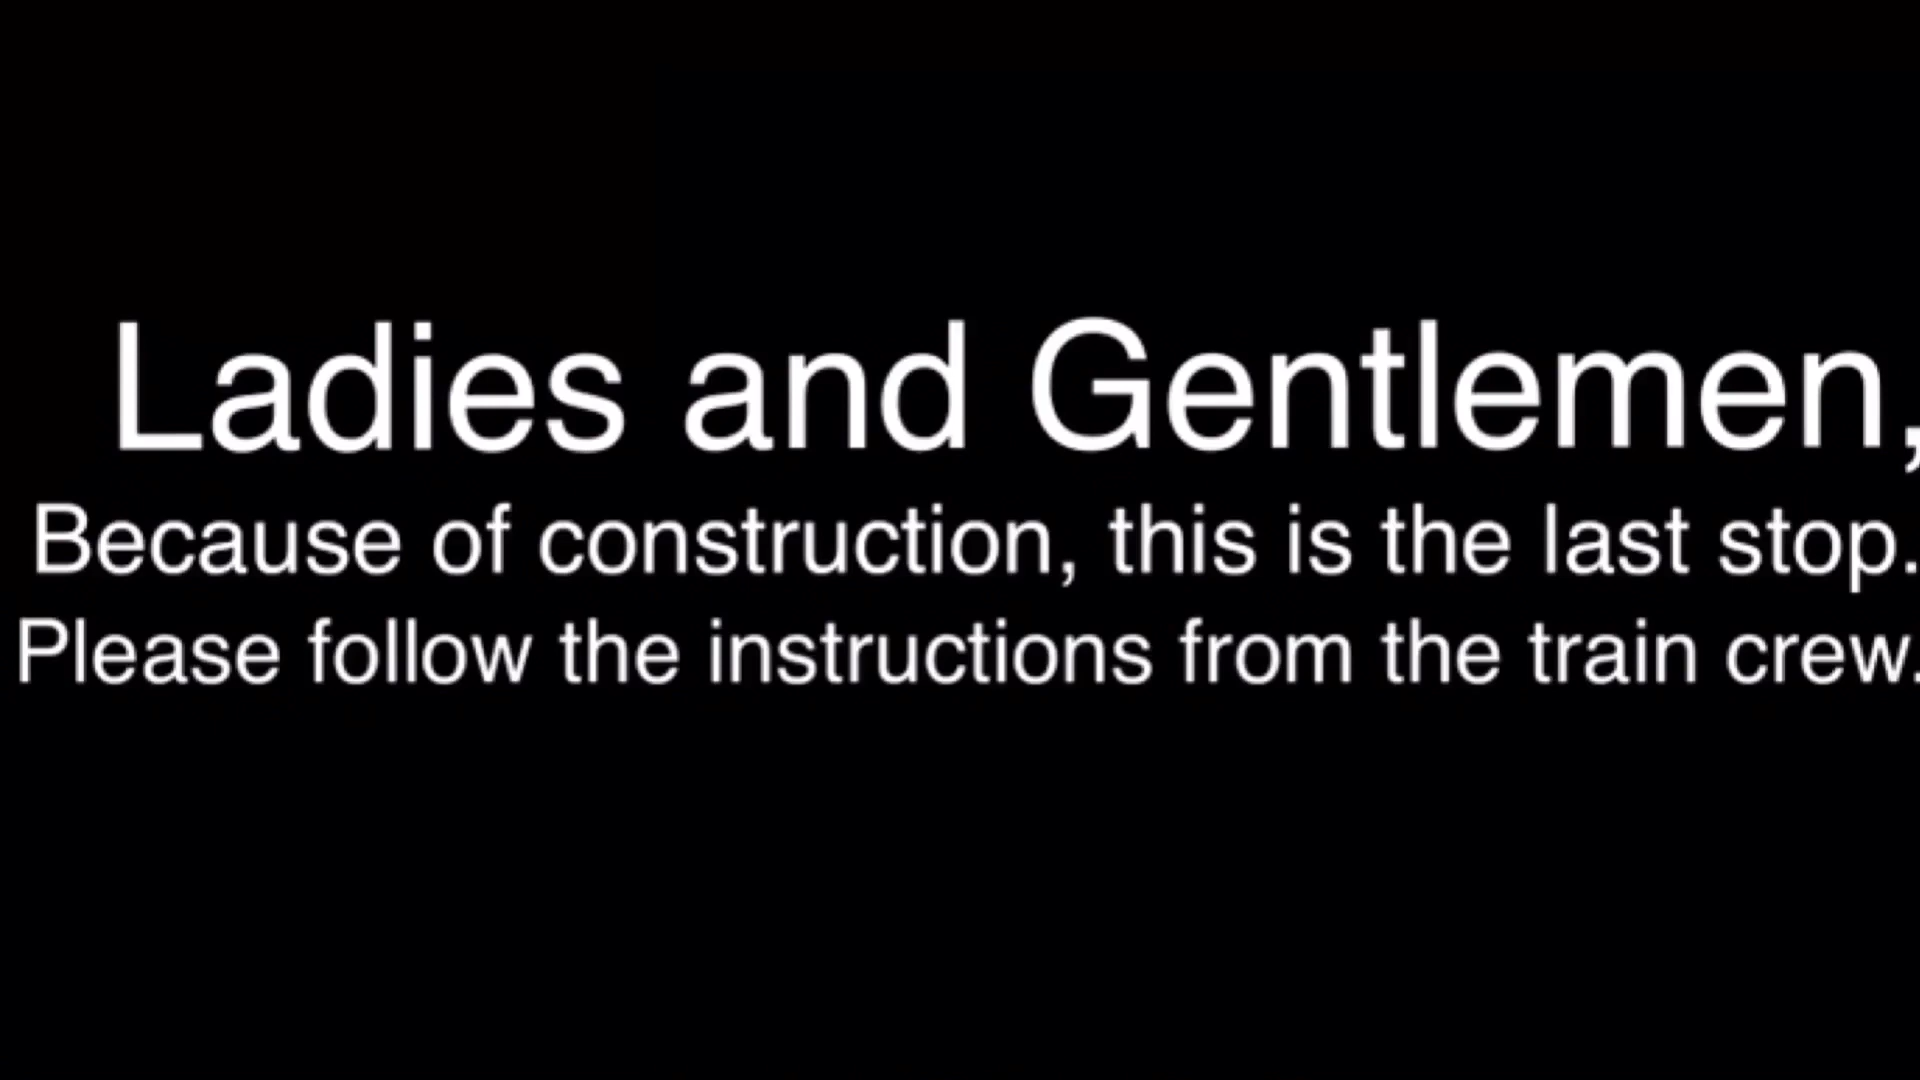 Ladies and Gentlemen,
Because of construction, this is the last stop.
Please follow the instructions from the train crew.